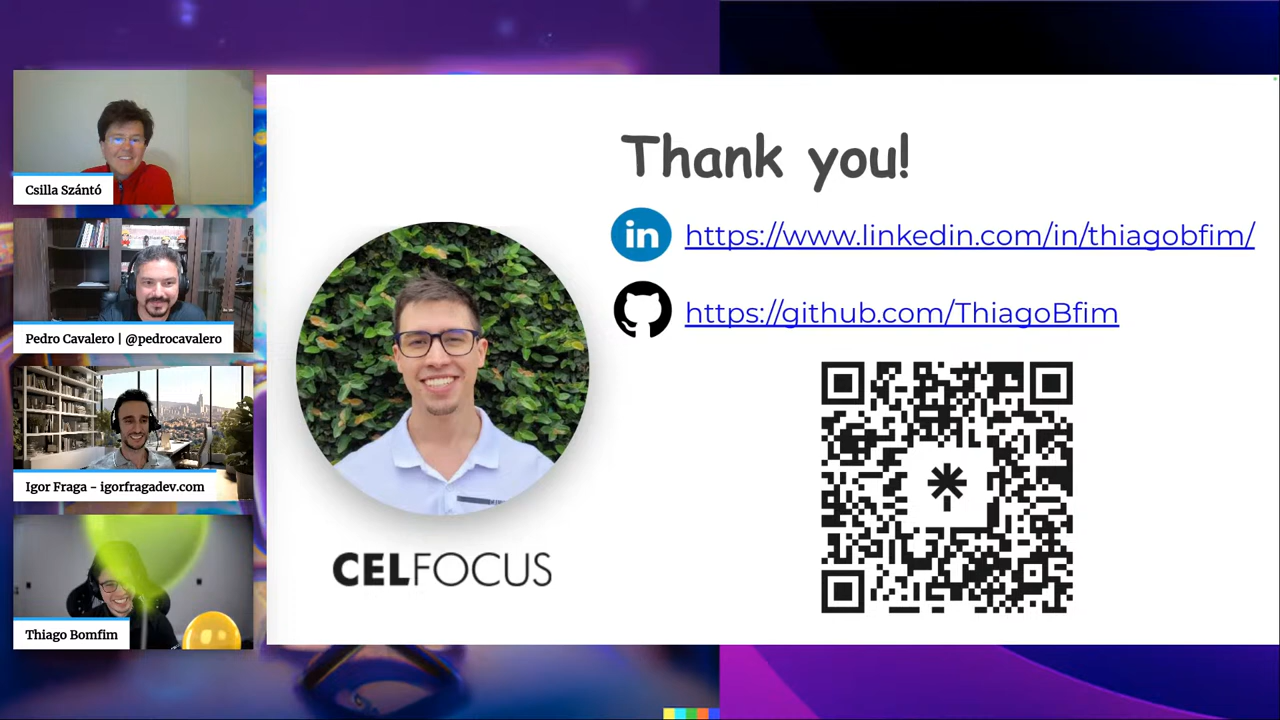 Csilla Szántó
Pedro Cavalero | @pedrocavalero
Igor Fraga - igorfragadev.com
Thiago Bomfim
Thank you!
in https://www.linkedin.com/in/thiagobfim/
https://github.com/ThiagoBfim
CELFOCUS